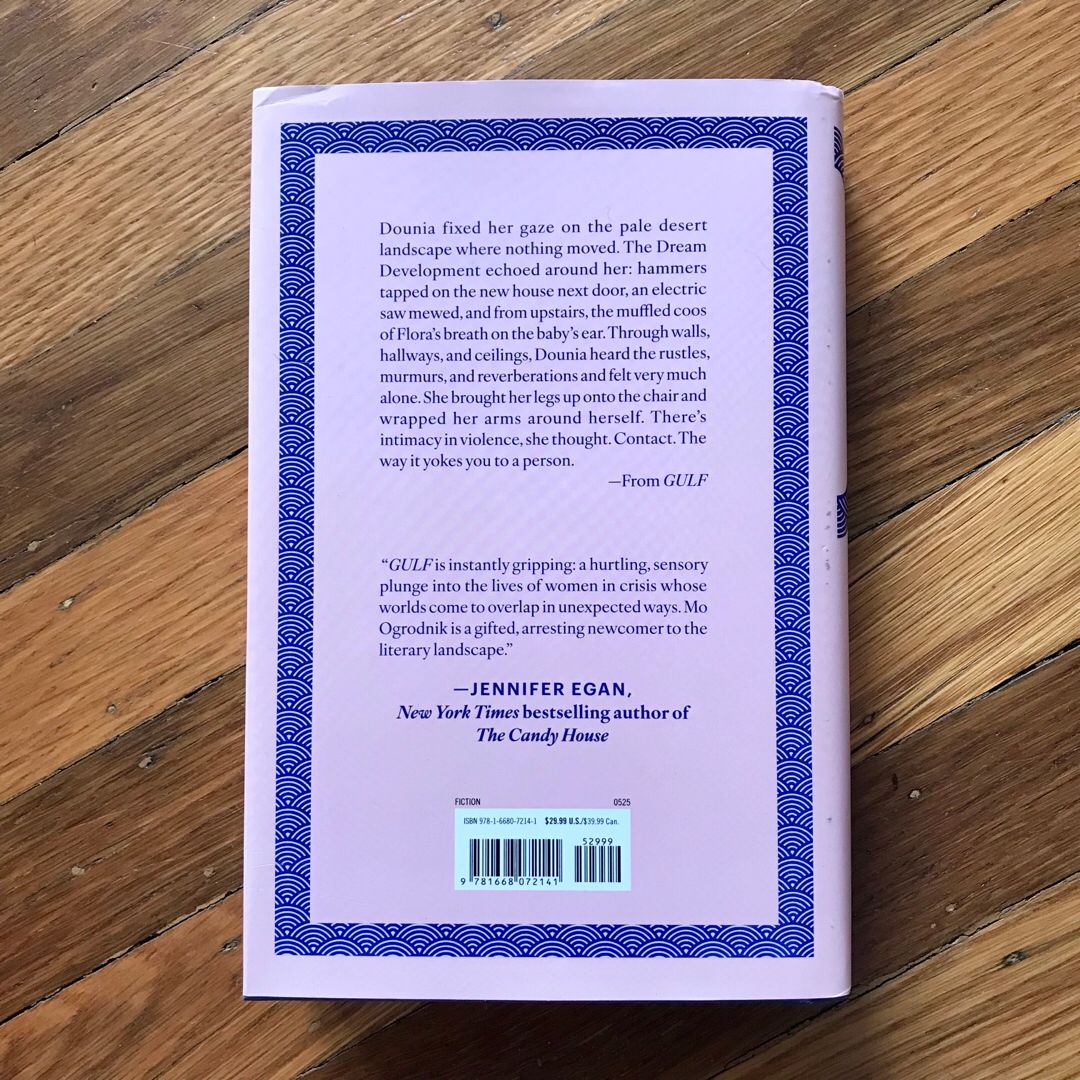 Dounia fixed her gaze on the pale desert
landscape where nothing moved. The Dream
Development echoed around her: hammers
tapped on the new house next door, an electric
saw mewed, and from upstairs, the muffled coos
of Flora’s breath on the baby’s ear. Through walls,
hallways, and ceilings, Dounia heard the rustles,
murmurs, and reverberations and felt very much
alone. She brought her legs up onto the chair and
wrapped her arms around herself. There’s
intimacy in violence, she thought. Contact. The
way it yokes you to a person.
—From GULF
“GULF is instantly gripping: a hurtling, sensory
plunge into the lives of women in crisis whose
worlds come to overlap in unexpected ways. Mo
Ogrodnik is a gifted, arresting newcomer to the
literary landscape.”
—JENNIFER EGAN,
New York Times bestselling author of
The Candy House
FICTION 0525
ISBN 978-1-6680-7214-1 $29.99 U.S./$39.99 Can.
52999
9 781668 072141